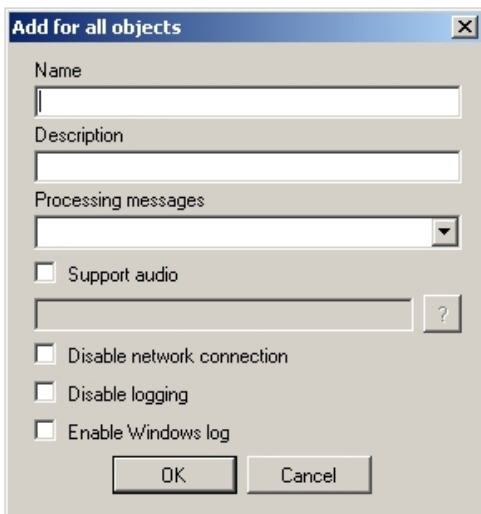 Add for all objects
Name
Description
Processing messages
Support audio
?
Disable network connection
Disable logging
Enable Windows log
OK Cancel